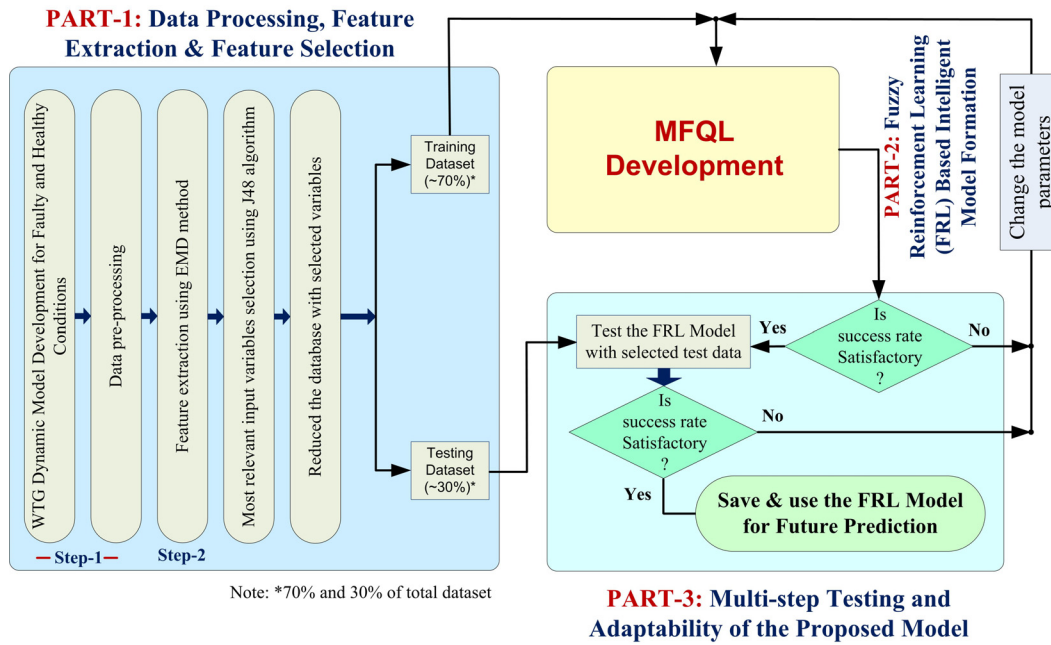 PART-1: Data Processing, Feature
Extraction & Feature Selection
WTG Dynamic Model Development for Faulty and Healthy
Conditions
Data pre-processing
Feature extraction using EMD method
Most relevant input variables selection using J48 algorithm
Reduced the database with selected variables
Step-1
Step-2
Training
Dataset
(~70%)*
Testing
Dataset
(~30%)*
Note: *70% and 30% of total dataset
MFQL
Development
PART-2: Fuzzy
Reinforcement Learning
(FRL) Based Intelligent
Model Formation
Change the model
parameters
Is
success rate
Satisfactory
?
Yes
No
Test the FRL Model
with selected test data
Is
success rate
Satisfactory
?
No
Yes
Save & use the FRL Model
for Future Prediction
PART-3: Multi-step Testing and
Adaptability of the Proposed Model